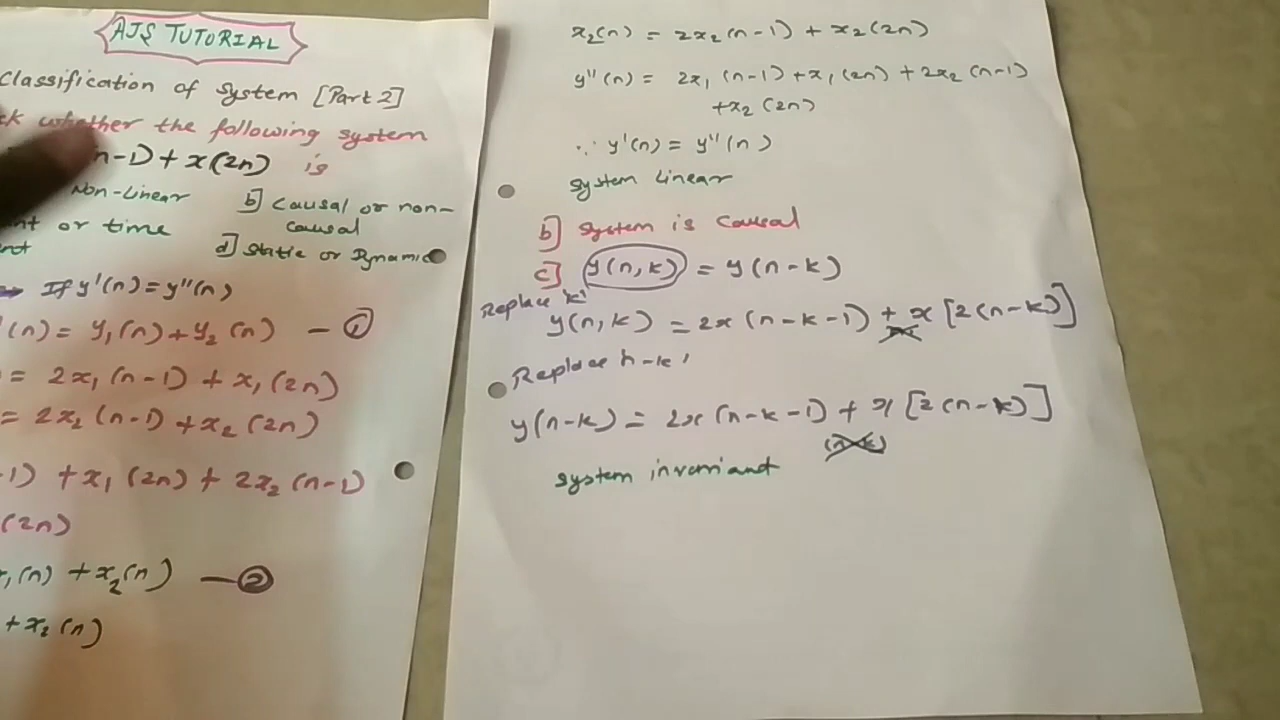 AJS TUTORIAL
Classification of System [Part 2]
whether the following system
n-1) + x(2n) is
Non-Linear b] Causal or non-
or time causal
d] Static or Dynamic
If y'(n) = y"(n)
(n) = y₁(n) + y₂(n) — ①
= 2x₁(n-1) + x₁(2n)
= 2x₂(n-1) + x₂(2n)
-1) + x₁(2n) + 2x₂(n-1)
(2n)
₁(n) + x₂(n) — ②
+ x₂(n)
x₂(n) = 2x₂(n-1) + x₂(2n)
y"(n) = 2x₁(n-1) + x₁(2n) + 2x₂(n-1)
+ x₂(2n)
∵ y'(n) = y"(n)
System Linear
b] System is Causal
c] y(n,k) = y(n-k)
Replace 'k'
y(n,k) = 2x(n-k-1) + x[2(n-k)]
Replace n-k'
y(n-k) = 2x(n-k-1) + x[2(n-k)]
System invariant